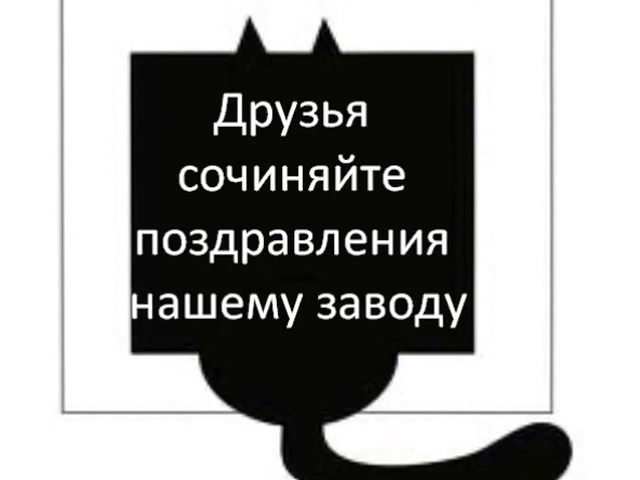 Друзья
сочиняйте
поздравления
нашему заводу